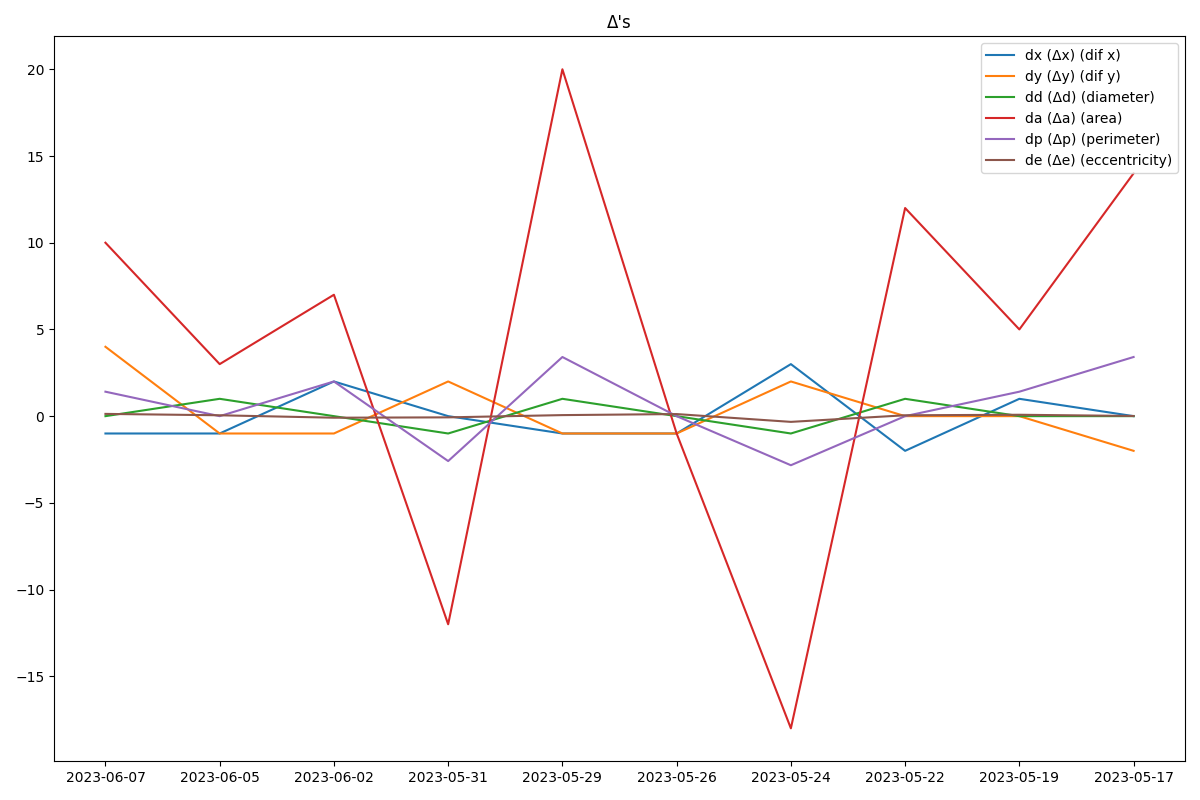 Δ's
dx (Δx) (dif x)
dy (Δy) (dif y)
dd (Δd) (diameter)
da (Δa) (area)
dp (Δp) (perimeter)
de (Δe) (eccentricity)
20
15
10
5
0
−5
−10
−15
2023-06-07 2023-06-05 2023-06-02 2023-05-31 2023-05-29 2023-05-26 2023-05-24 2023-05-22 2023-05-19 2023-05-17